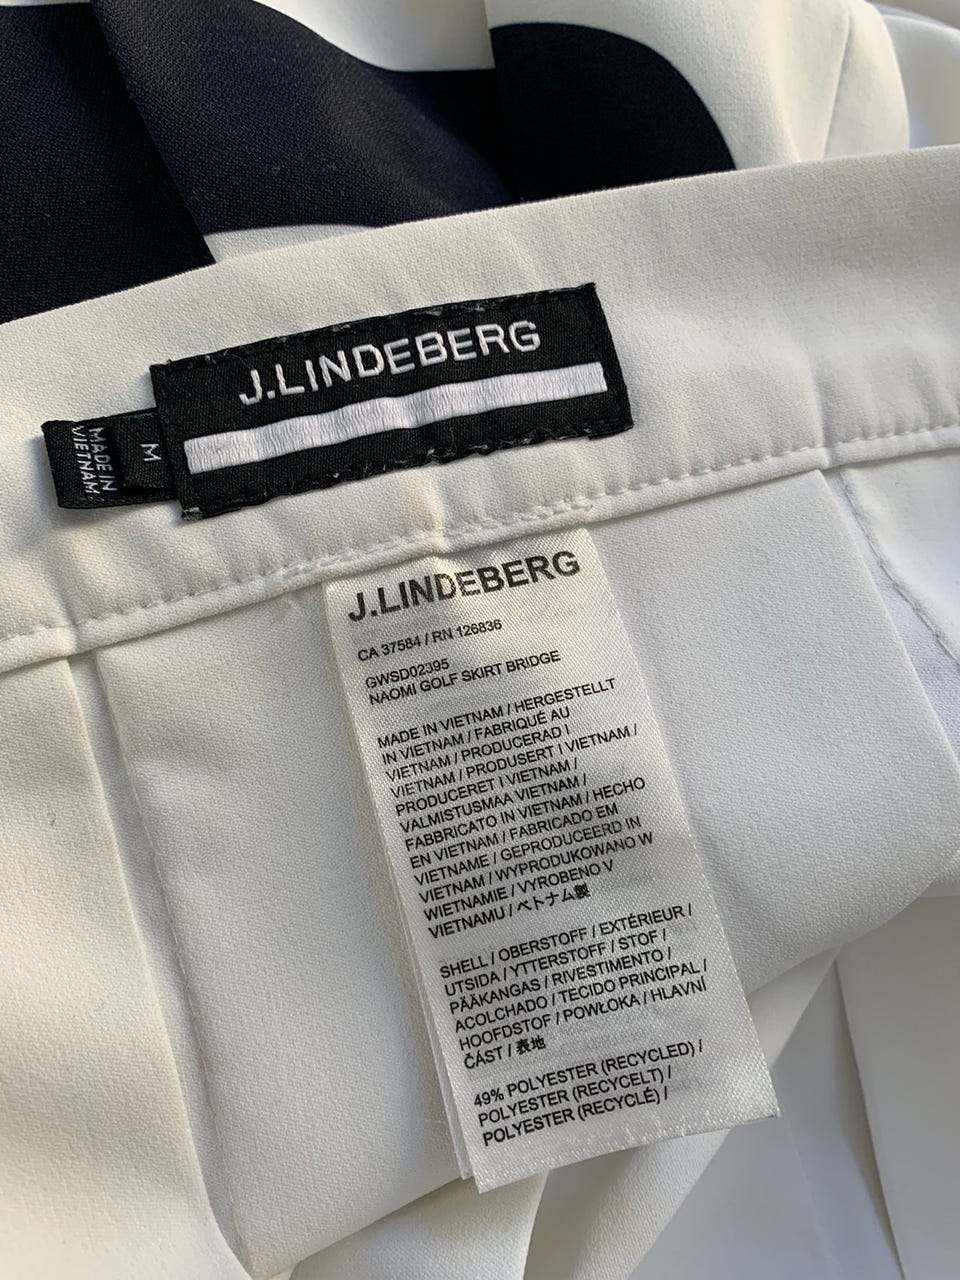 J.LINDEBERG
M
MADE IN
VIETNAM
J.LINDEBERG
CA 37584 / RN 126836
GWSD02395
NAOMI GOLF SKIRT BRIDGE
MADE IN VIETNAM / HERGESTELLT
IN VIETNAM / FABRIQUÉ AU
VIETNAM / PRODUCERAD I
VIETNAM / PRODUSERT I VIETNAM /
PRODUCERET I VIETNAM /
VALMISTUSMAA VIETNAM /
FABBRICATO IN VIETNAM / HECHO
EN VIETNAM / FABRICADO EM
VIETNAME / GEPRODUCEERD IN
VIETNAM / WYPRODUKOWANO W
WIETNAMIE / VYROBENO V
VIETNAMU / ベトナム製
SHELL / OBERSTOFF / EXTÉRIEUR /
UTSIDA / YTTERSTOFF / STOF /
PÄÄKANGAS / RIVESTIMENTO /
ACOLCHADO / TECIDO PRINCIPAL /
HOOFDSTOF / POWŁOKA / HLAVNÍ
ČÁST / 表地
49% POLYESTER (RECYCLED) /
POLYESTER (RECYCELT) /
POLYESTER (RECYCLÉ) /